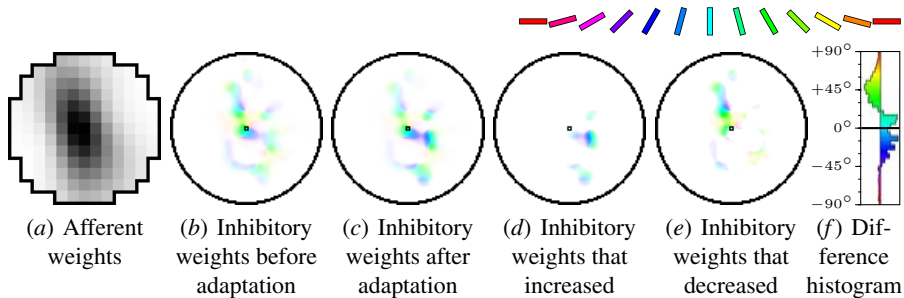 +90°
+45°
0°
−45°
−90°
(a) Afferent
weights
(b) Inhibitory
weights before
adaptation
(c) Inhibitory
weights after
adaptation
(d) Inhibitory
weights that
increased
(e) Inhibitory
weights that
decreased
(f) Dif-
ference
histogram